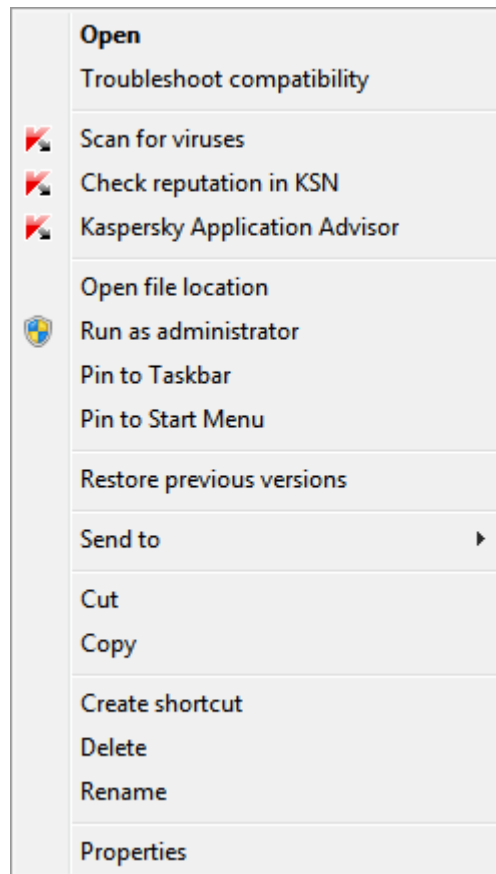 Open
Troubleshoot compatibility
Scan for viruses
Check reputation in KSN
Kaspersky Application Advisor
Open file location
Run as administrator
Pin to Taskbar
Pin to Start Menu
Restore previous versions
Send to
Cut
Copy
Create shortcut
Delete
Rename
Properties